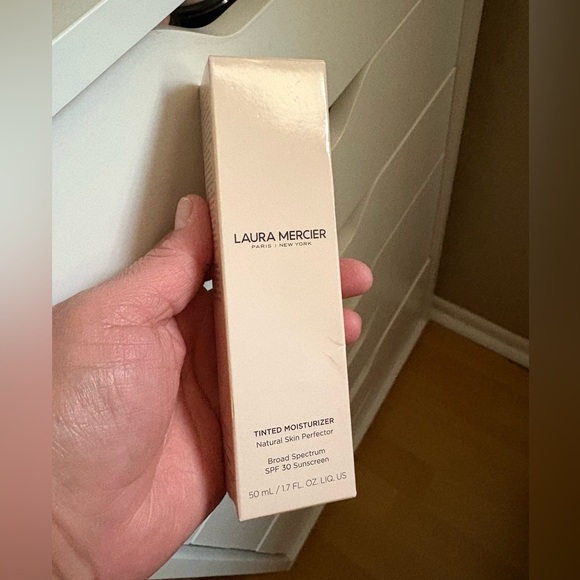 LAURA MERCIER
PARIS | NEW YORK
TINTED MOISTURIZER
Natural Skin Perfector
Broad Spectrum
SPF 30 Sunscreen
50 mL / 1.7 FL. OZ. LIQ. US